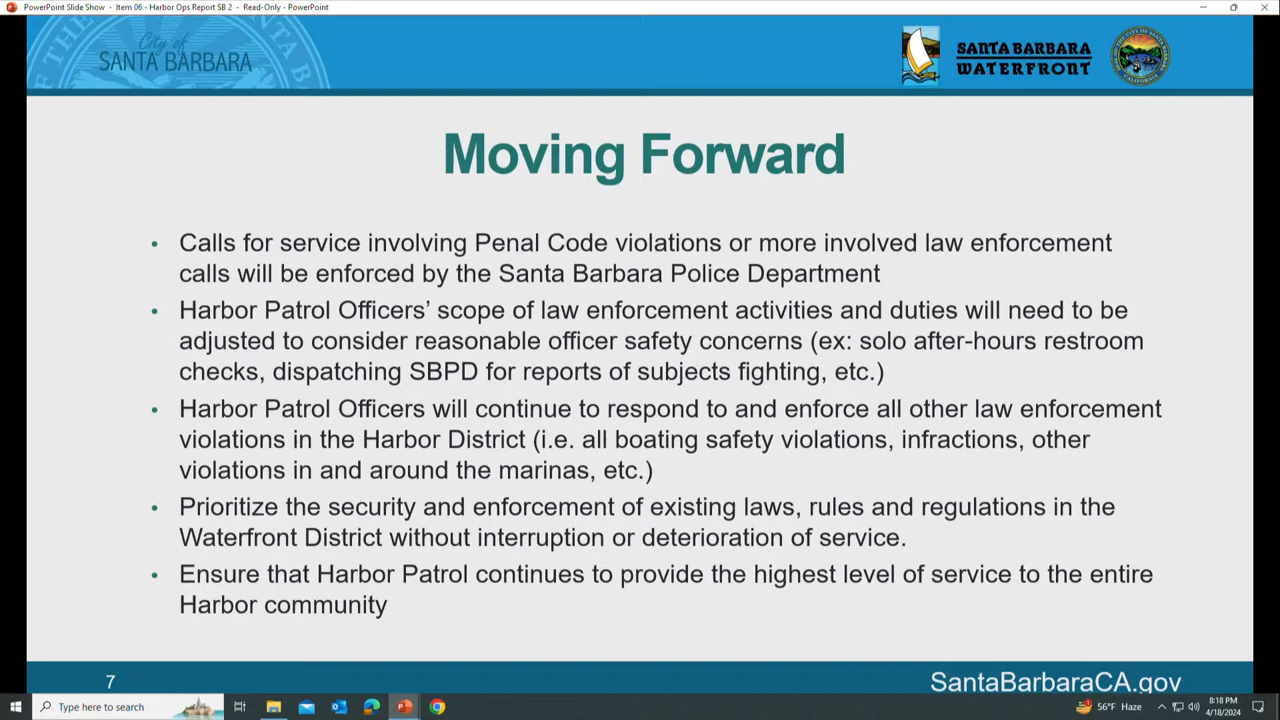 PowerPoint Slide Show - Item 06 - Harbor Ops Report SB 2 - Read-Only - PowerPoint
City of
SANTA BARBARA
SANTA BARBARA
WATERFRONT
Moving Forward
• Calls for service involving Penal Code violations or more involved law enforcement
calls will be enforced by the Santa Barbara Police Department
• Harbor Patrol Officers’ scope of law enforcement activities and duties will need to be
adjusted to consider reasonable officer safety concerns (ex: solo after-hours restroom
checks, dispatching SBPD for reports of subjects fighting, etc.)
• Harbor Patrol Officers will continue to respond to and enforce all other law enforcement
violations in the Harbor District (i.e. all boating safety violations, infractions, other
violations in and around the marinas, etc.)
• Prioritize the security and enforcement of existing laws, rules and regulations in the
Waterfront District without interruption or deterioration of service.
• Ensure that Harbor Patrol continues to provide the highest level of service to the entire
Harbor community
7
SantaBarbaraCA.gov
Type here to search
56°F Haze
8:18 PM
4/18/2024